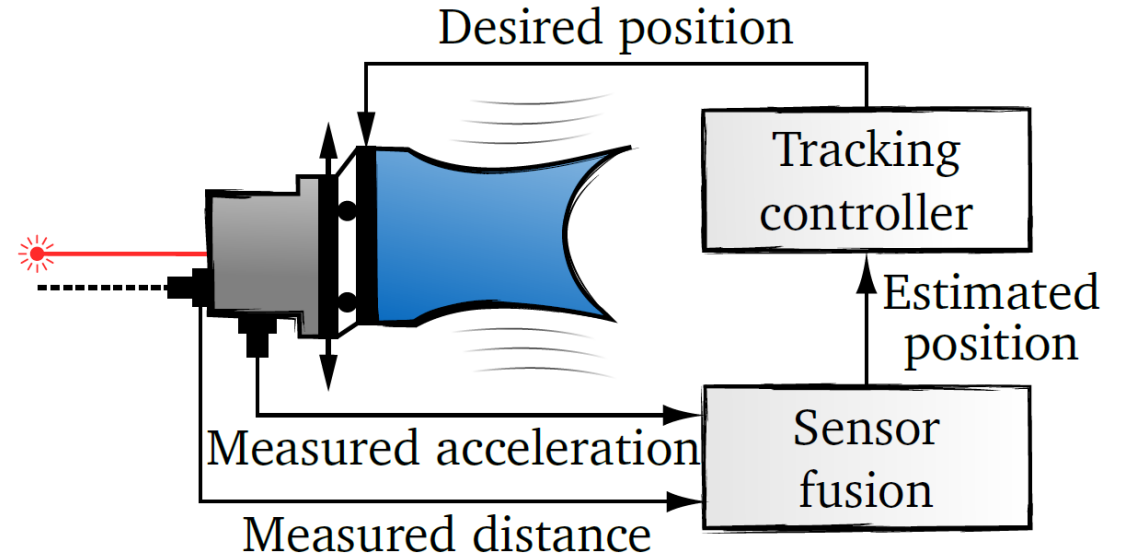 Desired position
Tracking
controller
Estimated
position
Measured acceleration
Sensor
fusion
Measured distance